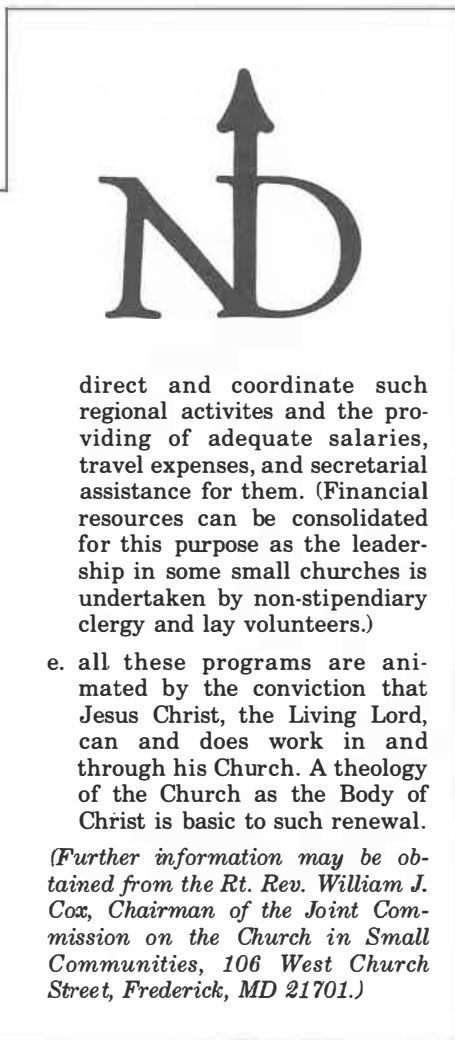 ND
direct and coordinate such
regional activites and the pro-
viding of adequate salaries,
travel expenses, and secretarial
assistance for them. (Financial
resources can be consolidated
for this purpose as the leader-
ship in some small churches is
undertaken by non-stipendiary
clergy and lay volunteers.)
e. all these programs are ani-
mated by the conviction that
Jesus Christ, the Living Lord,
can and does work in and
through his Church. A theology
of the Church as the Body of
Christ is basic to such renewal.
(Further information may be ob-
tained from the Rt. Rev. William J.
Cox, Chairman of the Joint Com-
mission on the Church in Small
Communities, 106 West Church
Street, Frederick, MD 21701.)